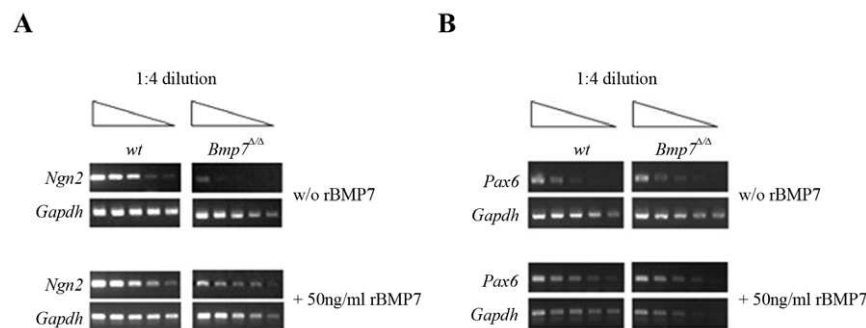 A
1:4 dilution
wt Bmp7Δ/Δ
Ngn2
w/o rBMP7
Gapdh
Ngn2
+ 50ng/ml rBMP7
Gapdh
B
1:4 dilution
wt Bmp7Δ/Δ
Pax6
w/o rBMP7
Gapdh
Pax6
+ 50ng/ml rBMP7
Gapdh